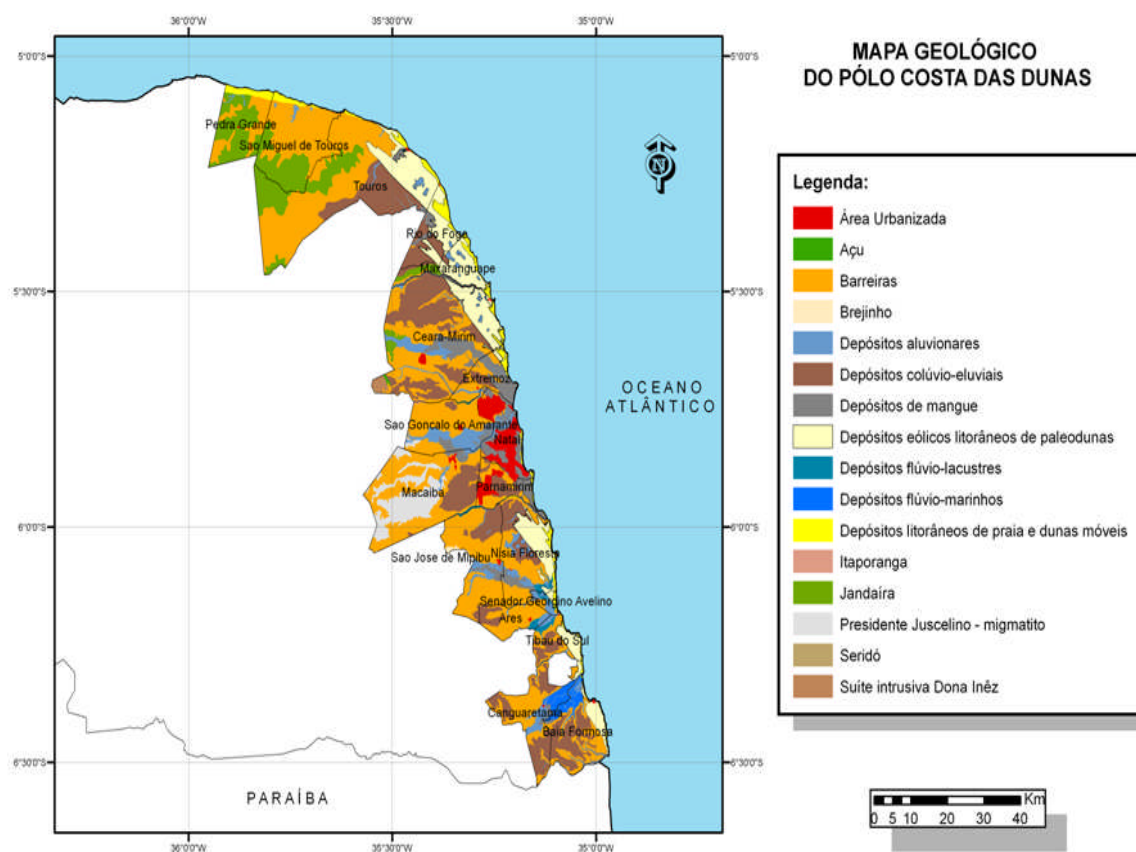 MAPA GEOLÓGICO
DO PÓLO COSTA DAS DUNAS
36°0'0"W 35°30'0"W 35°0'0"W
5°0'0"S 5°0'0"S
5°30'0"S 5°30'0"S
6°0'0"S 6°0'0"S
6°30'0"S 6°30'0"S
36°0'0"W 35°30'0"W 35°0'0"W
Pedra Grande
Sao Miguel de Touros
Touros
Rio do Fogo
Maxaranguape
Ceara-Mirim
Extremoz
Sao Goncalo do Amarante
Natal
Macaiba
Parnamirim
Sao Jose de Mipibu
Nisia Floresta
Senador Georgino Avelino
Ares
Tibau do Sul
Canguaretama
Baia Formosa
OCEANO
ATLÂNTICO
PARAÍBA
N
Legenda:
Área Urbanizada
Açu
Barreiras
Brejinho
Depósitos aluvionares
Depósitos colúvio-eluviais
Depósitos de mangue
Depósitos eólicos litorâneos de paleodunas
Depósitos flúvio-lacustres
Depósitos flúvio-marinhos
Depósitos litorâneos de praia e dunas móveis
Itaporanga
Jandaíra
Presidente Juscelino - migmatito
Seridó
Suíte intrusiva Dona Inêz
Km
0 5 10 20 30 40